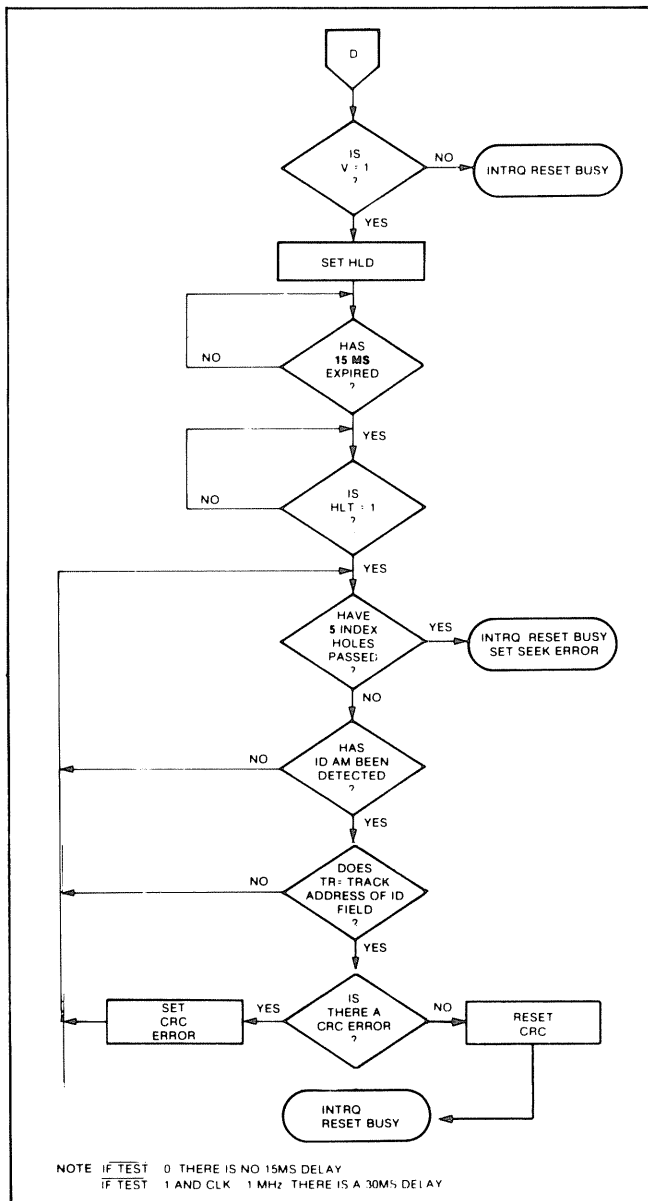 D
IS
V = 1
?
NO
INTRQ RESET BUSY
YES
SET HLD
HAS
15 MS
EXPIRED
?
NO
YES
IS
HLT = 1
?
NO
YES
HAVE
5 INDEX
HOLES
PASSED
?
YES
INTRQ RESET BUSY
SET SEEK ERROR
NO
HAS
ID AM BEEN
DETECTED
?
NO
YES
DOES
TR = TRACK
ADDRESS OF ID
FIELD
?
NO
YES
IS
THERE A
CRC ERROR
?
YES
SET
CRC
ERROR
NO
RESET
CRC
INTRQ
RESET BUSY
NOTE IF TEST 0 THERE IS NO 15MS DELAY
IF TEST 1 AND CLK 1 MHz THERE IS A 30MS DELAY